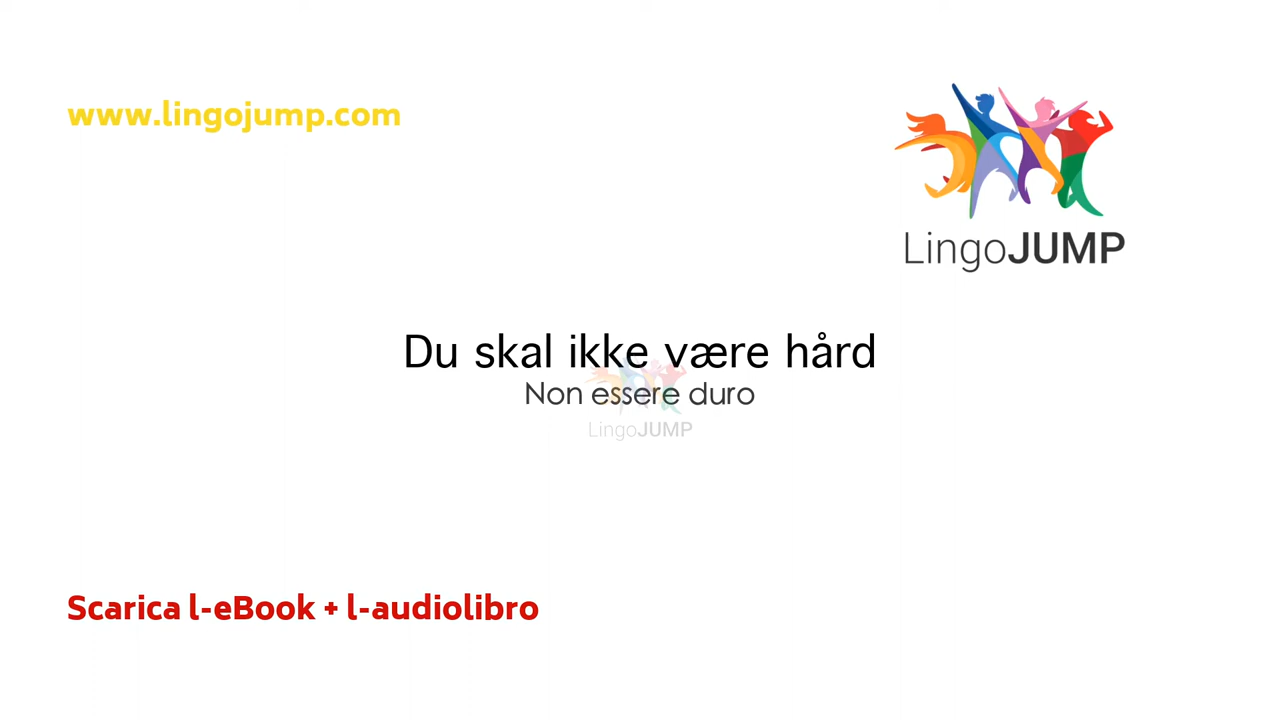 www.lingojump.com
LingoJUMP
Du skal ikke være hård
Non essere duro
LingoJUMP
Scarica l-eBook + l-audiolibro